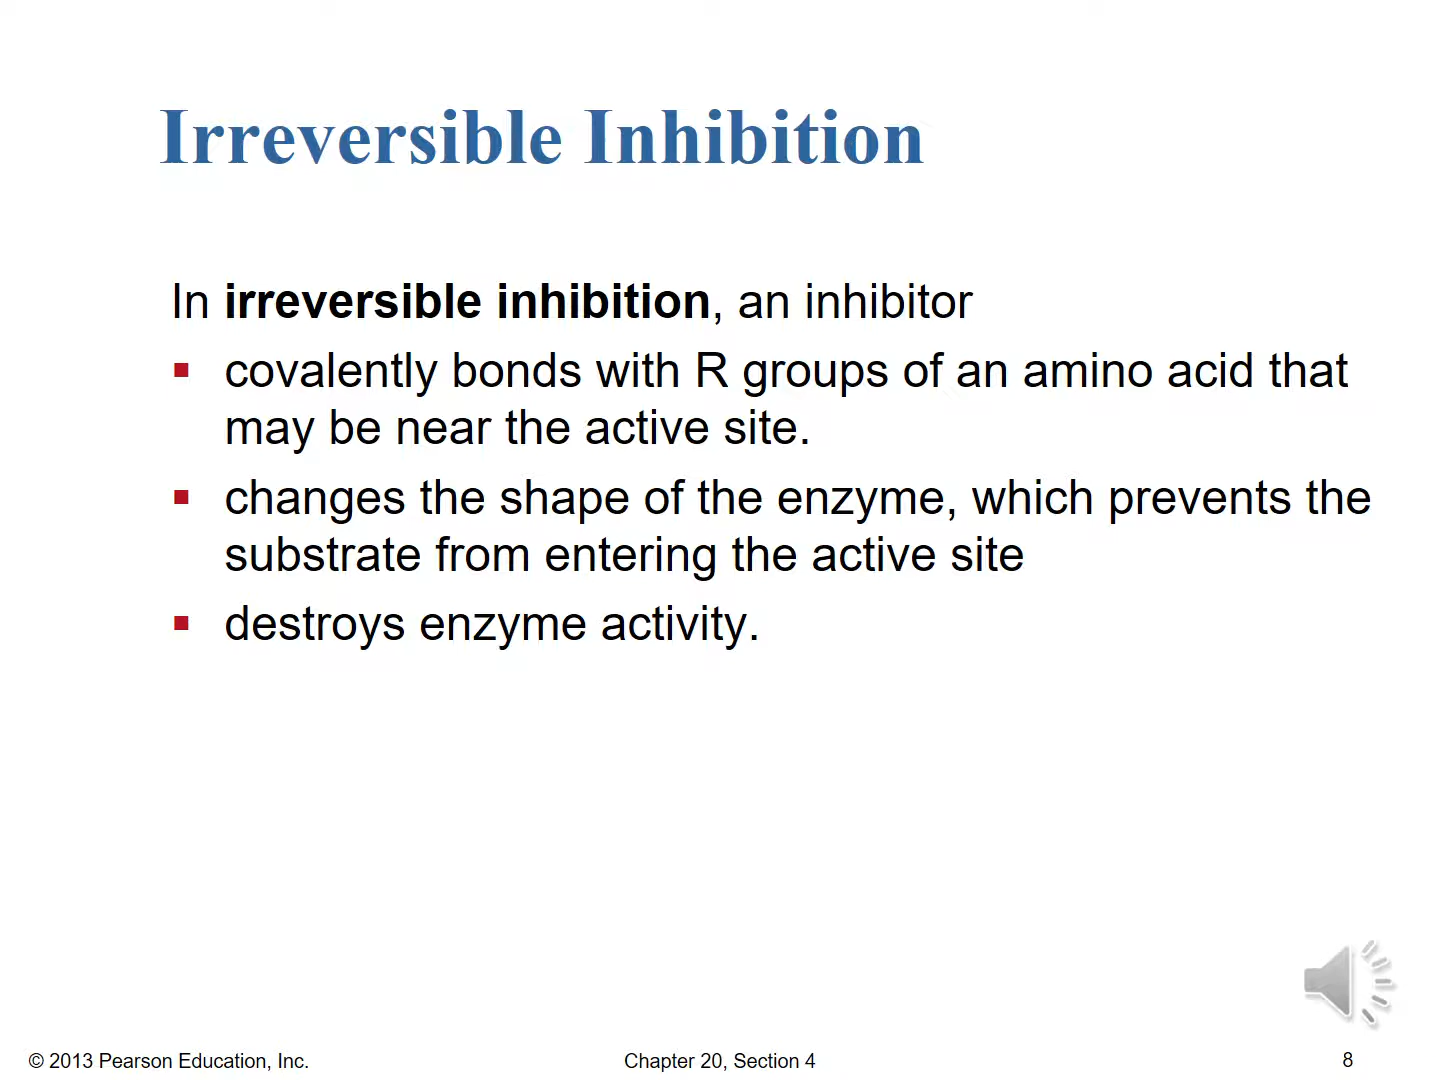 Irreversible Inhibition
In irreversible inhibition, an inhibitor
▪ covalently bonds with R groups of an amino acid that
may be near the active site.
▪ changes the shape of the enzyme, which prevents the
substrate from entering the active site
▪ destroys enzyme activity.
© 2013 Pearson Education, Inc.
Chapter 20, Section 4
8